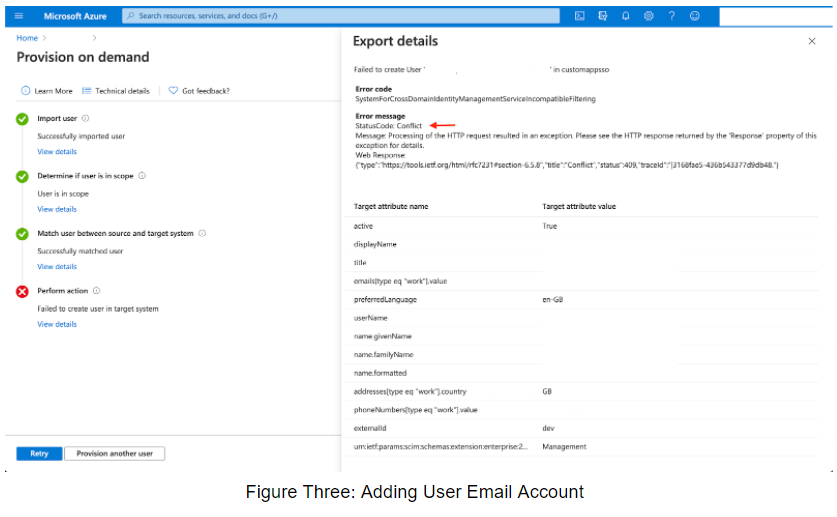 Microsoft Azure
Search resources, services, and docs (G+/)
Home >
>
Provision on demand
Learn More
Technical details
Got feedback?
Import user
Successfully imported user
View details
Determine if user is in scope
User is in scope
View details
Match user between source and target system
Successfully matched user
View details
Perform action
Failed to create user in target system
View details
Retry
Provision another user
Export details
Failed to create User ' . ' in customappsso
Error code
SystemForCrossDomainIdentityManagementServiceIncompatibleFiltering
Error message
StatusCode: Conflict
Message: Processing of the HTTP request resulted in an exception. Please see the HTTP response returned by the 'Response' property of this
exception for details.
Web Response:
{"type":"https://tools.ietf.org/html/rfc7231#section-6.5.8","title":"Conflict","status":409,"traceId":"|3168fae5-436b543377d9db48."}
Target attribute name Target attribute value
active True
displayName
title
emails[type eq "work"].value
preferredLanguage en-GB
userName
name.givenName
name.familyName
name.formatted
addresses[type eq "work"].country GB
phoneNumbers[type eq "work"].value
externalId dev
urn:ietf:params:scim:schemas:extension:enterprise:2... Management
Figure Three: Adding User Email Account